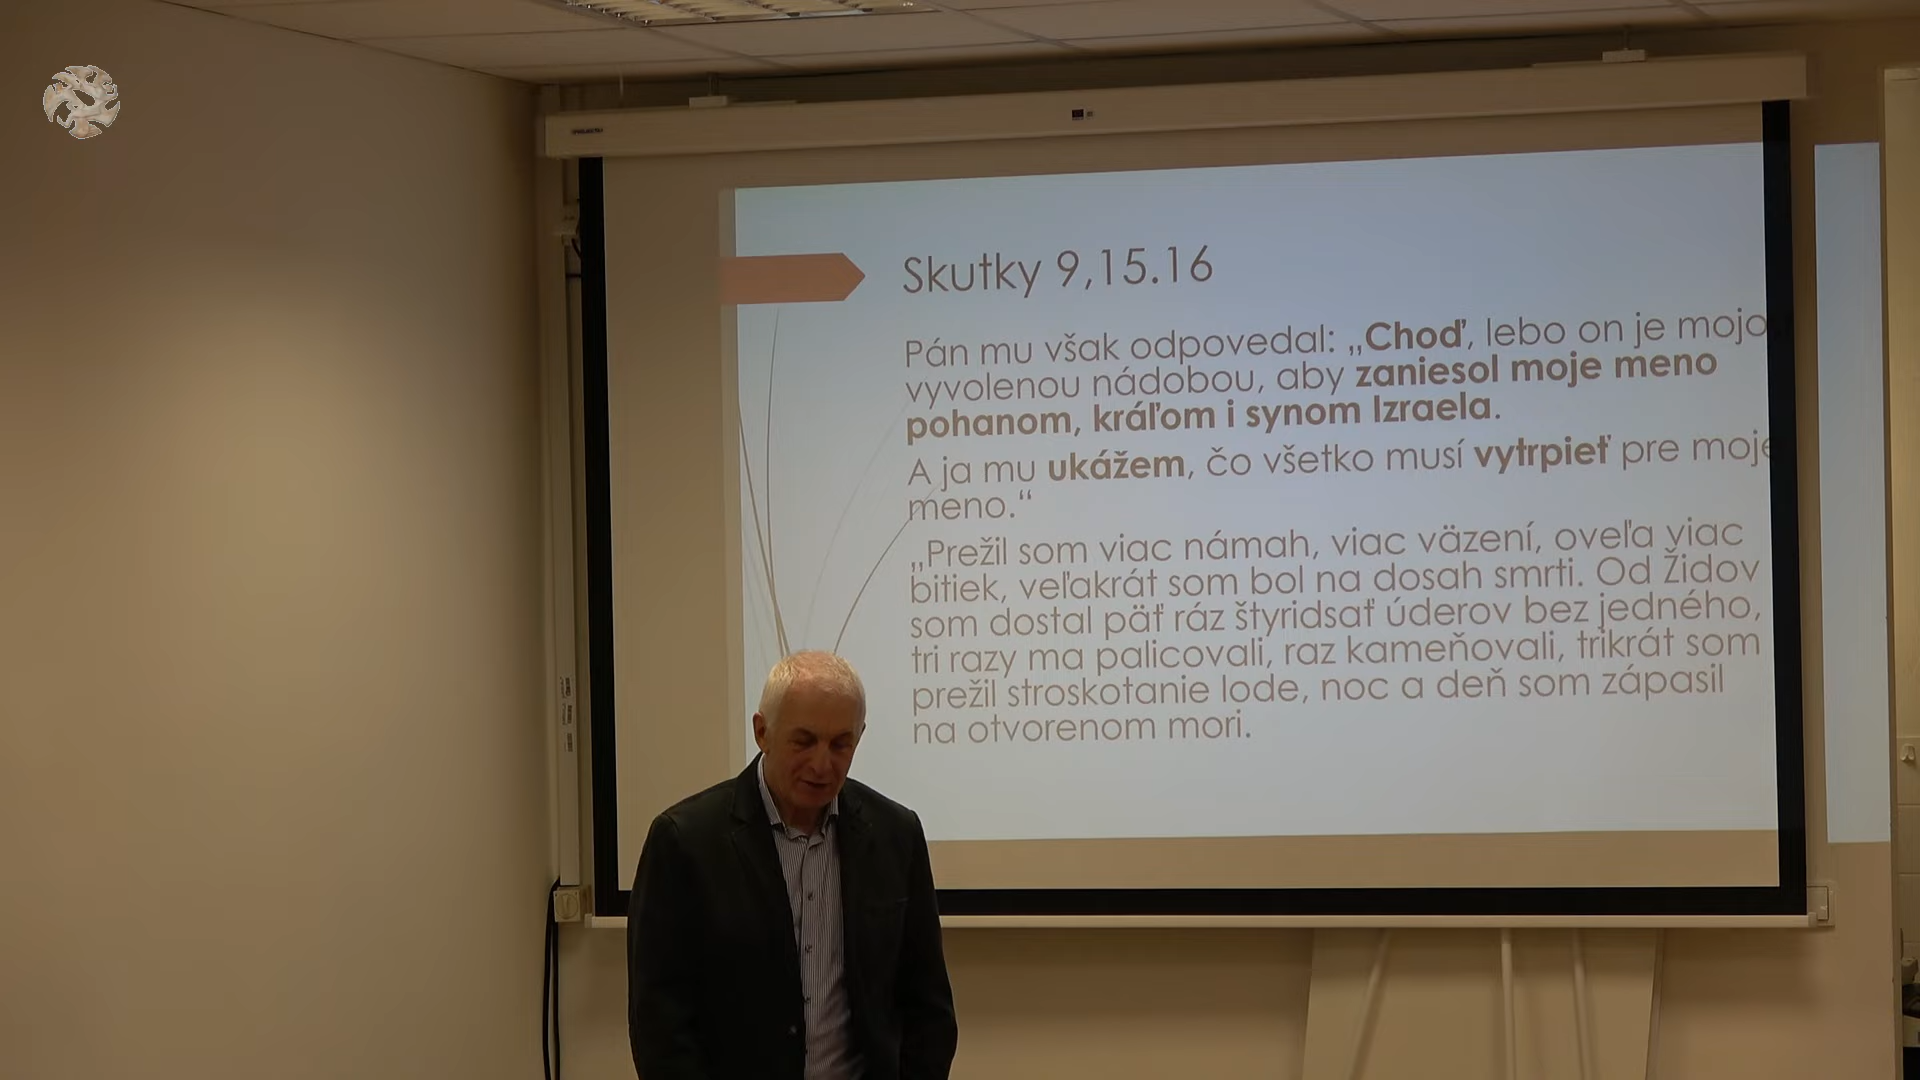 Skutky 9,15.16
Pán mu však odpovedal: „Choď, lebo on je mojo
vyvolenou nádobou, aby zaniesol moje meno
pohanom, kráľom i synom Izraela.
A ja mu ukážem, čo všetko musí vytrpieť pre moje
meno.“
„Prežil som viac námah, viac väzení, oveľa viac
bitiek, veľakrát som bol na dosah smrti. Od Židov
som dostal päť ráz štyridsať úderov bez jedného,
tri razy ma palicovali, raz kameňovali, trikrát som
prežil stroskotanie lode, noc a deň som zápasil
na otvorenom mori.